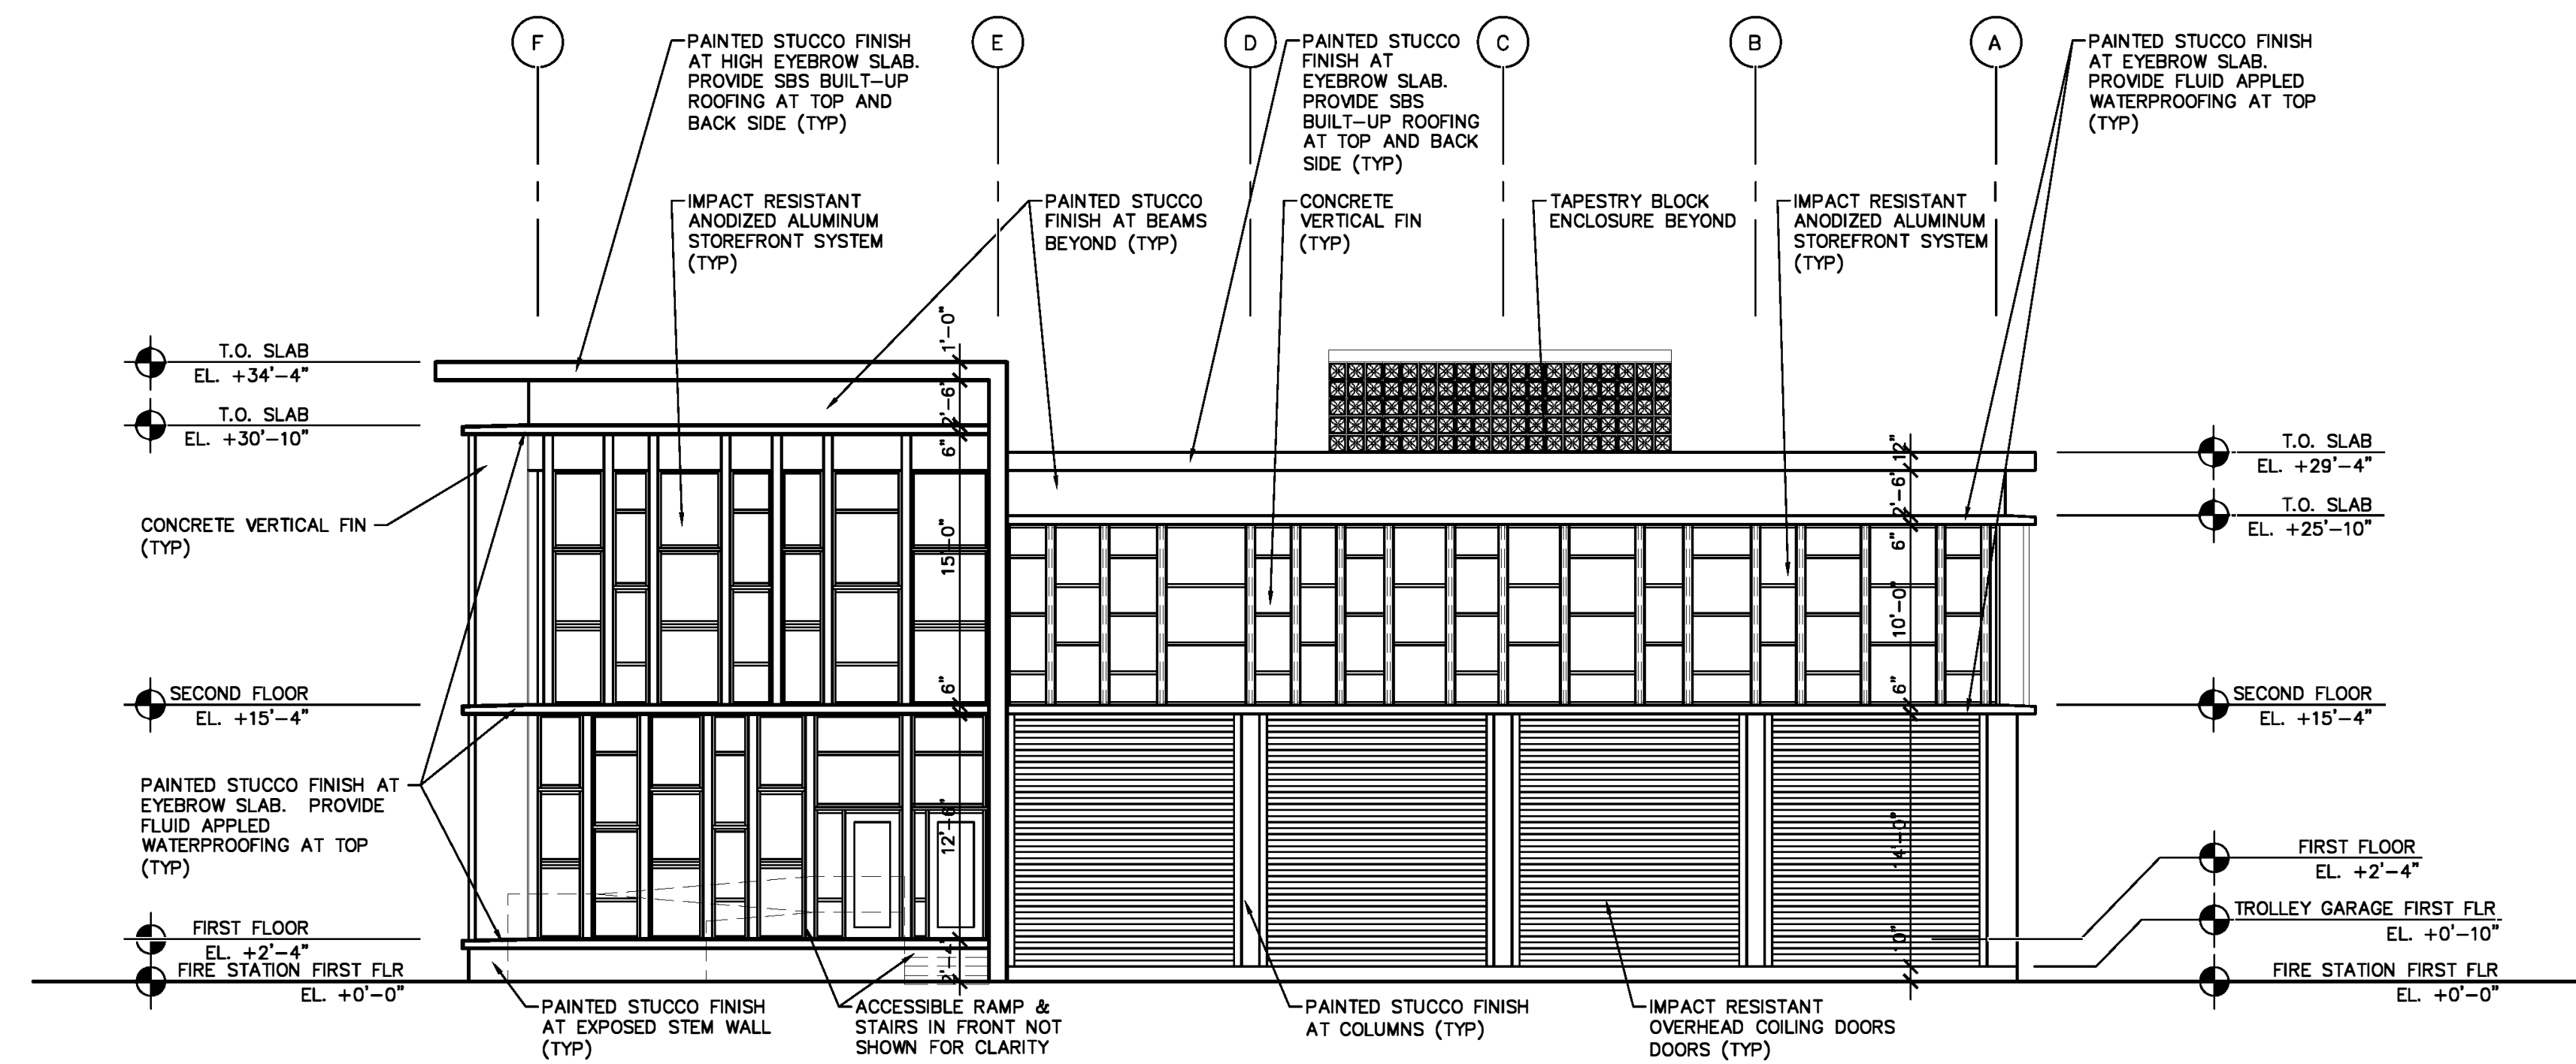 F
E
D
C
B
A
PAINTED STUCCO FINISH
AT HIGH EYEBROW SLAB.
PROVIDE SBS BUILT-UP
ROOFING AT TOP AND
BACK SIDE (TYP)
PAINTED STUCCO
FINISH AT
EYEBROW SLAB.
PROVIDE SBS
BUILT-UP ROOFING
AT TOP AND BACK
SIDE (TYP)
PAINTED STUCCO FINISH
AT EYEBROW SLAB.
PROVIDE FLUID APPLED
WATERPROOFING AT TOP
(TYP)
IMPACT RESISTANT
ANODIZED ALUMINUM
STOREFRONT SYSTEM
(TYP)
PAINTED STUCCO
FINISH AT BEAMS
BEYOND (TYP)
CONCRETE
VERTICAL FIN
(TYP)
TAPESTRY BLOCK
ENCLOSURE BEYOND
IMPACT RESISTANT
ANODIZED ALUMINUM
STOREFRONT SYSTEM
(TYP)
T.O. SLAB
EL. +34'-4"
T.O. SLAB
EL. +30'-10"
CONCRETE VERTICAL FIN
(TYP)
SECOND FLOOR
EL. +15'-4"
PAINTED STUCCO FINISH AT
EYEBROW SLAB. PROVIDE
FLUID APPLED
WATERPROOFING AT TOP
(TYP)
FIRST FLOOR
EL. +2'-4"
FIRE STATION FIRST FLR
EL. +0'-0"
1'-0"
2'-6"
6"
15'-0"
6"
12'-6"
2'-4"
12"
2'-6"
6"
10'-0"
6"
14'-0"
10"
T.O. SLAB
EL. +29'-4"
T.O. SLAB
EL. +25'-10"
SECOND FLOOR
EL. +15'-4"
FIRST FLOOR
EL. +2'-4"
TROLLEY GARAGE FIRST FLR
EL. +0'-10"
FIRE STATION FIRST FLR
EL. +0'-0"
PAINTED STUCCO FINISH
AT EXPOSED STEM WALL
(TYP)
ACCESSIBLE RAMP &
STAIRS IN FRONT NOT
SHOWN FOR CLARITY
PAINTED STUCCO FINISH
AT COLUMNS (TYP)
IMPACT RESISTANT
OVERHEAD COILING DOORS
DOORS (TYP)